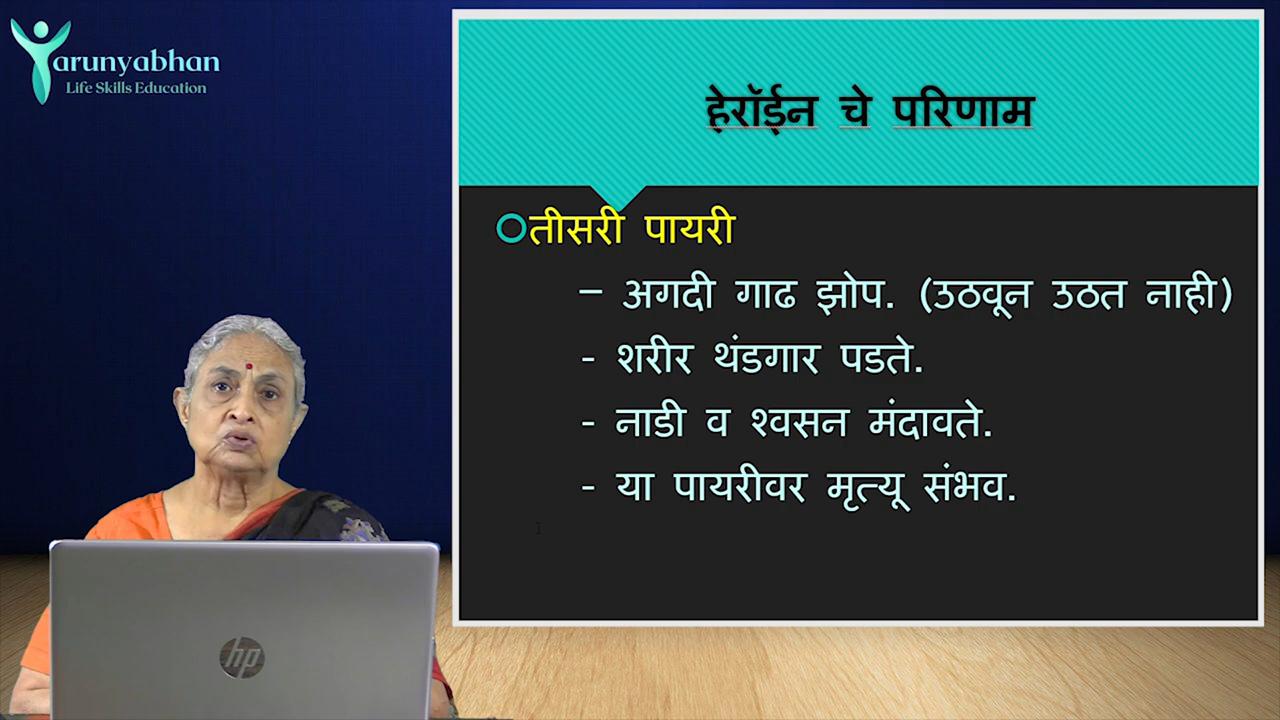 Tarunyabhan
Life Skills Education
हेरॉईन चे परिणाम
तीसरी पायरी
– अगदी गाढ झोप. (उठवून उठत नाही)
- शरीर थंडगार पडते.
- नाडी व श्वसन मंदावते.
- या पायरीवर मृत्यू संभव.
hp